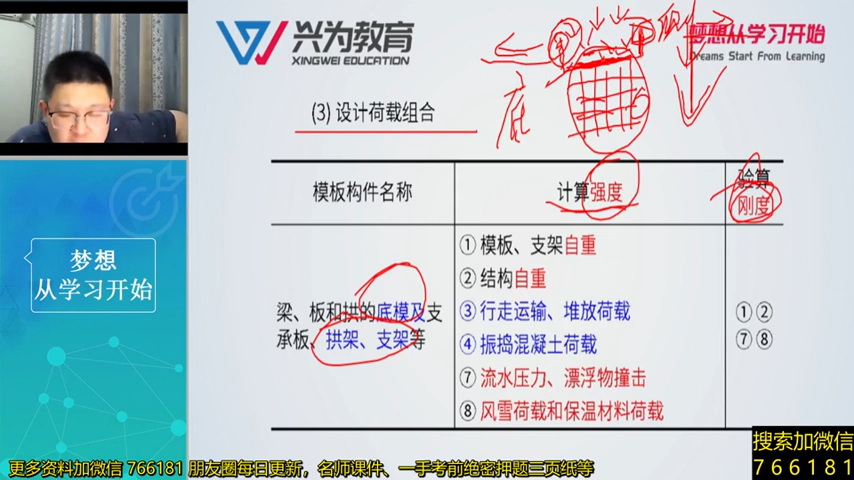 兴为教育
XINGWEI EDUCATION
梦想从学习开始
Dreams Start From Learning
底
(3) 设计荷载组合
模板构件名称
计算强度
验算
刚度
梁、板和拱的底模及支
承板、拱架、支架等
① 模板、支架自重
② 结构自重
③ 行走运输、堆放荷载
④ 振捣混凝土荷载
⑦ 流水压力、漂浮物撞击
⑧ 风雪荷载和保温材料荷载
① ②
⑦ ⑧
梦想
从学习开始
搜索加微信
766181
更多资料加微信 766181 朋友圈每日更新，名师课件、一手考前绝密押题三页纸等